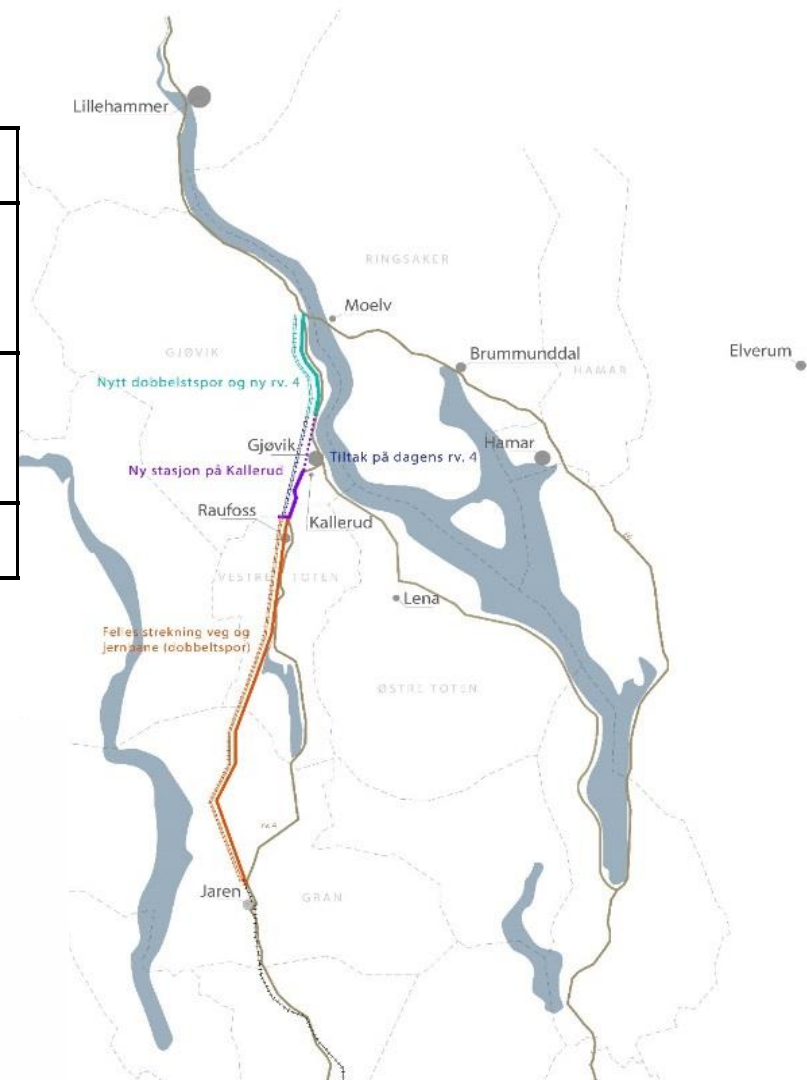 Lillehammer
RINGSAKER
Moelv
GJØVIK
Brummunddal
Elverum
HAMAR
Nytt dobbelstspor og ny rv. 4
Gjøvik
Tiltak på dagens rv. 4
Hamar
Ny stasjon på Kallerud
Raufoss
Kallerud
VESTRE TOTEN
Lena
Felles strekning veg og
jernbane (dobbeltspor)
ØSTRE TOTEN
rv.4
Jaren
GRAN